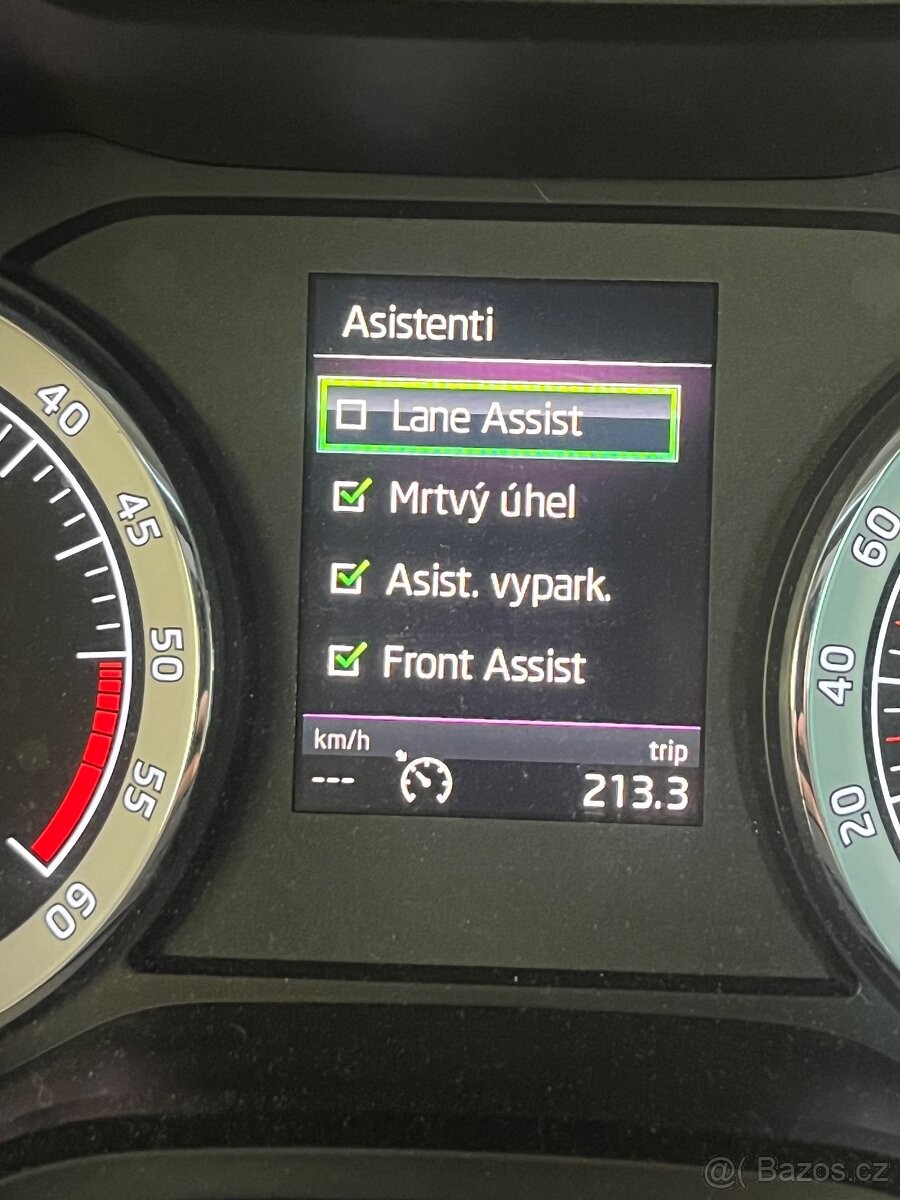 Asistenti
Lane Assist
Mrtvý úhel
Asist. vypark.
Front Assist
km/h trip
--- 213.3
40
45
50
55
60
60
40
20
@( Bazos.cz